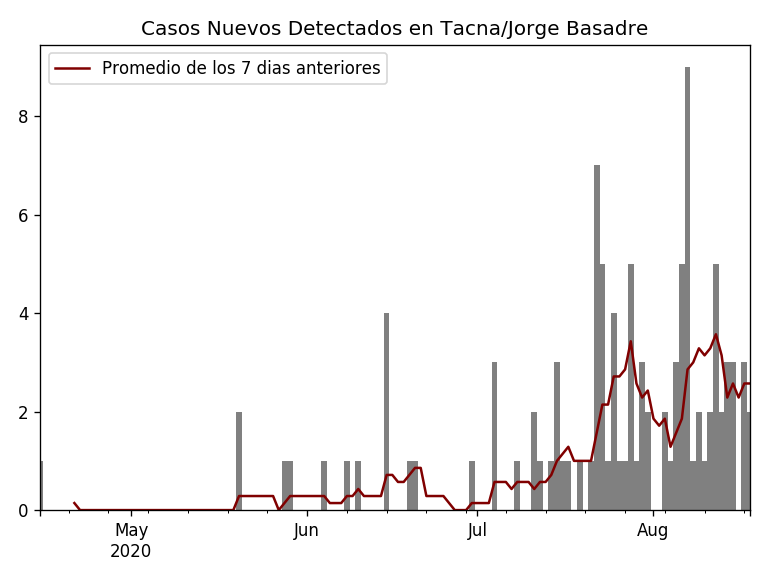 Casos Nuevos Detectados en Tacna/Jorge Basadre
Promedio de los 7 dias anteriores
8
6
4
2
0
May Jun Jul Aug
2020